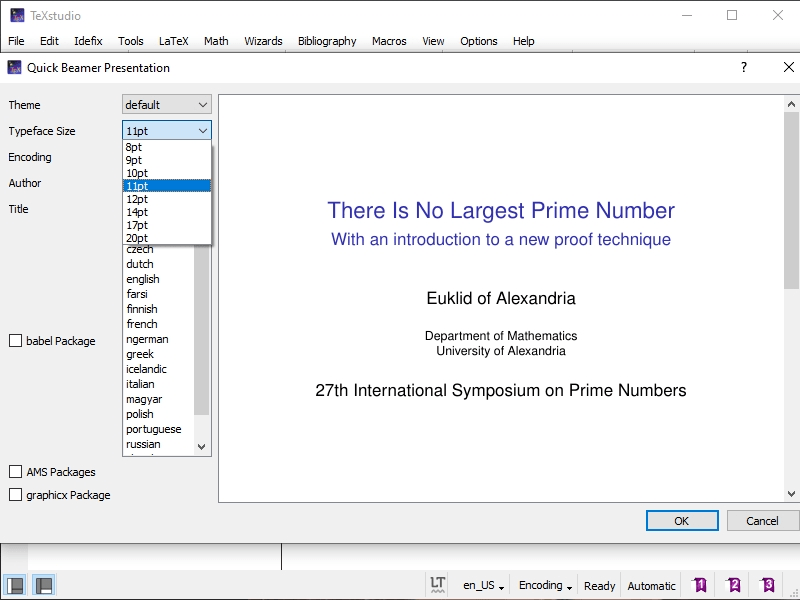 TeXstudio
File Edit Idefix Tools LaTeX Math Wizards Bibliography Macros View Options Help
Quick Beamer Presentation
?
Theme
default
Typeface Size
11pt
8pt
9pt
10pt
11pt
12pt
14pt
17pt
20pt
Encoding
Author
Title
czech
dutch
english
farsi
finnish
french
ngerman
greek
icelandic
italian
magyar
polish
portuguese
russian
babel Package
AMS Packages
graphicx Package
There Is No Largest Prime Number
With an introduction to a new proof technique
Euklid of Alexandria
Department of Mathematics
University of Alexandria
27th International Symposium on Prime Numbers
OK Cancel
LT en_US Encoding Ready Automatic 1 2 3